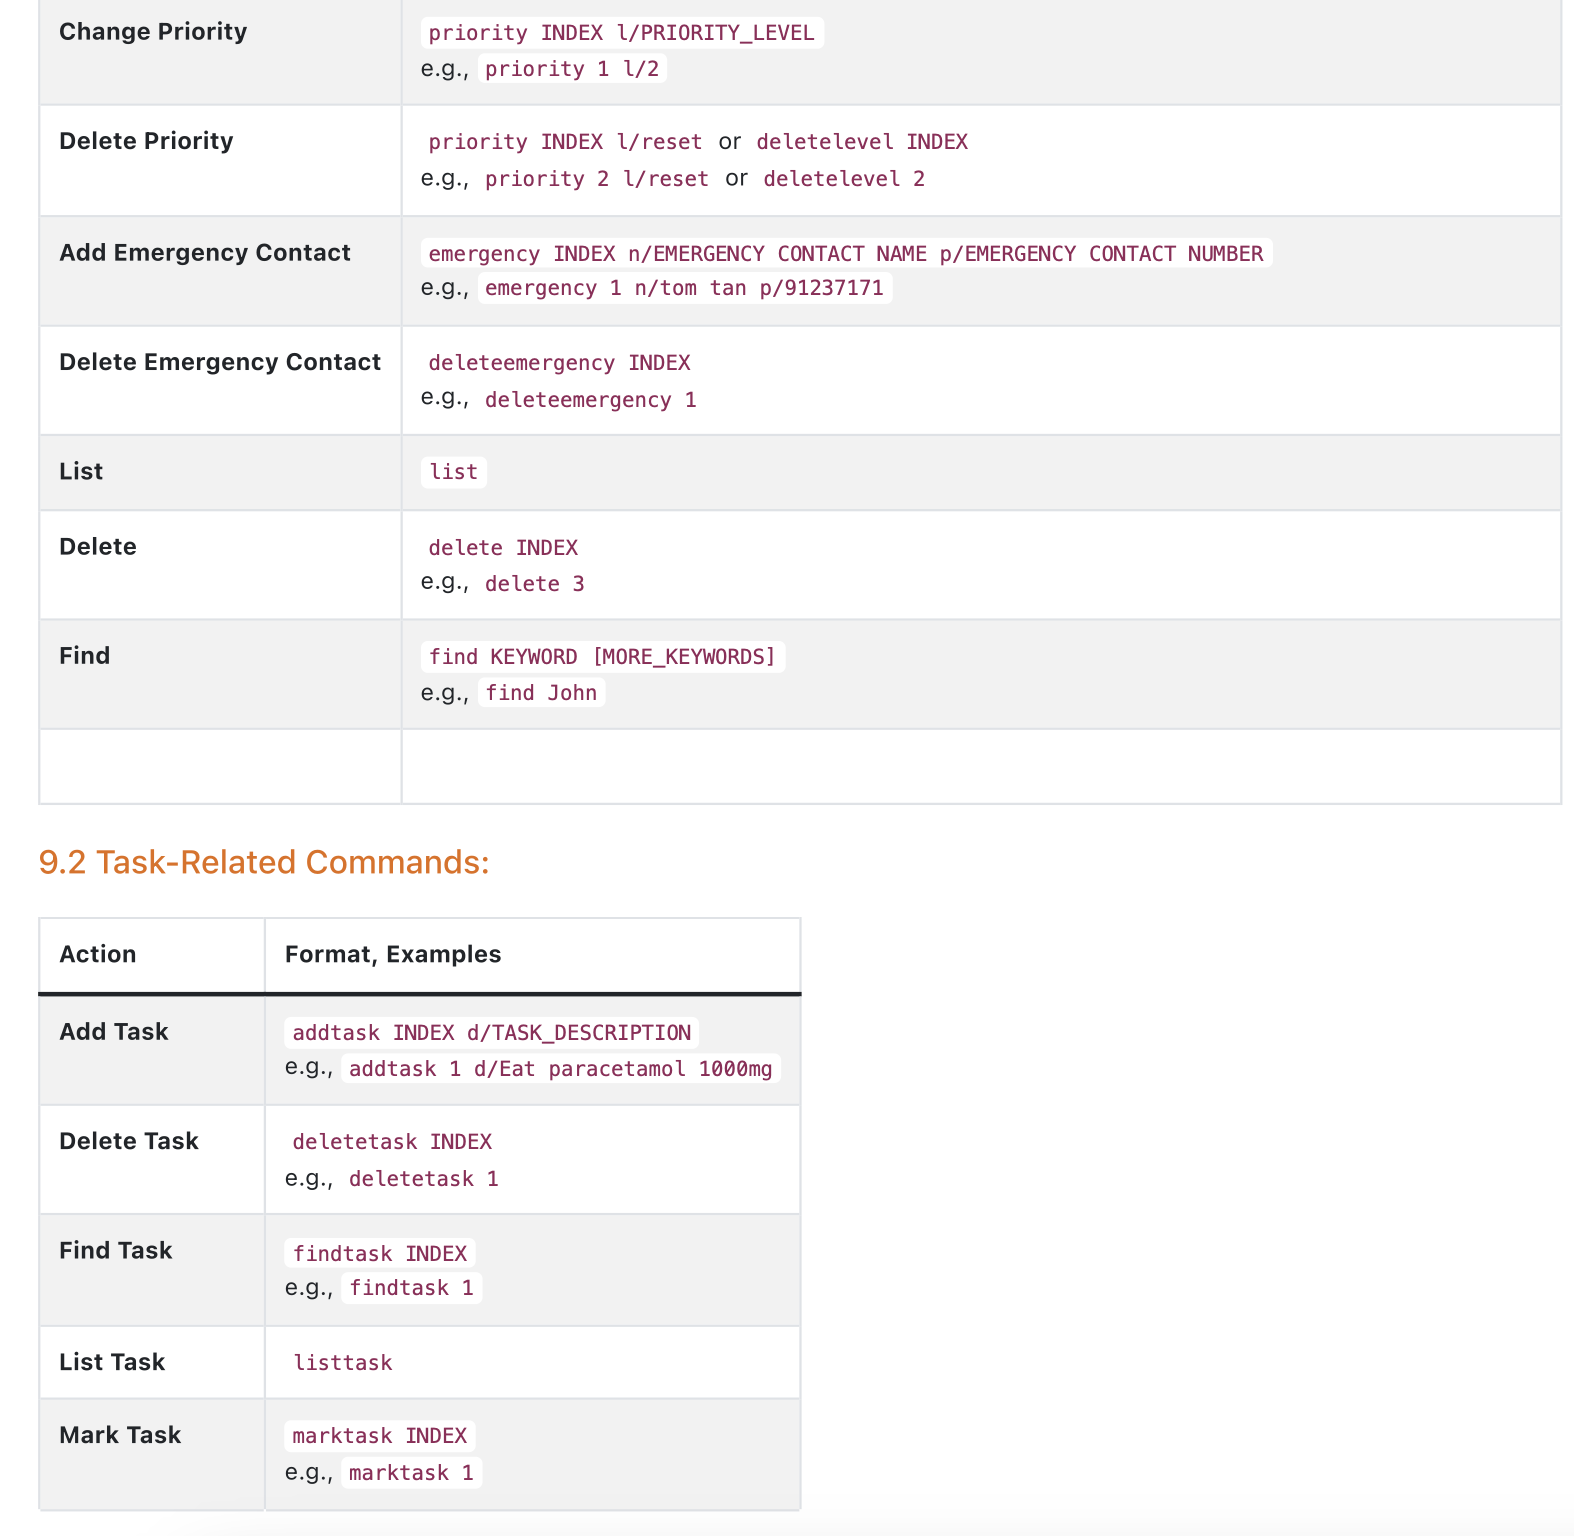 Change Priority
priority INDEX l/PRIORITY_LEVEL
e.g., priority 1 l/2
Delete Priority
priority INDEX l/reset or deletelevel INDEX
e.g., priority 2 l/reset or deletelevel 2
Add Emergency Contact
emergency INDEX n/EMERGENCY CONTACT NAME p/EMERGENCY CONTACT NUMBER
e.g., emergency 1 n/tom tan p/91237171
Delete Emergency Contact
deleteemergency INDEX
e.g., deleteemergency 1
List
list
Delete
delete INDEX
e.g., delete 3
Find
find KEYWORD [MORE_KEYWORDS]
e.g., find John
9.2 Task-Related Commands:
Action
Format, Examples
Add Task
addtask INDEX d/TASK_DESCRIPTION
e.g., addtask 1 d/Eat paracetamol 1000mg
Delete Task
deletetask INDEX
e.g., deletetask 1
Find Task
findtask INDEX
e.g., findtask 1
List Task
listtask
Mark Task
marktask INDEX
e.g., marktask 1